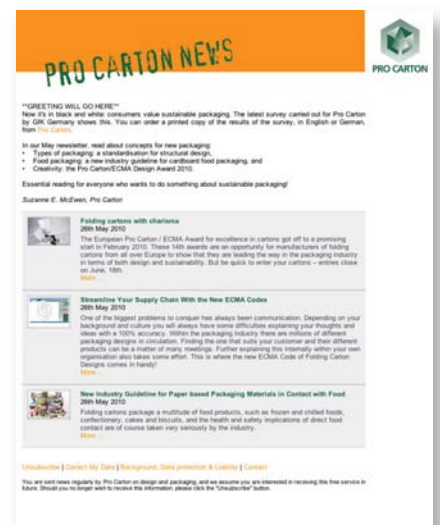 PRO CARTON NEWS
PRO CARTON
**GREETING WILL GO HERE**
Now it's in black and white: consumers value sustainable packaging. The latest survey carried out for Pro Carton
by GfK Germany shows this. You can order a printed copy of the results of the survey, in English or German,
from Pro Carton.
In our May newsletter, read about concepts for new packaging:
• Types of packaging: a standardisation for structural design,
• Food packaging: a new industry guideline for cardboard food packaging, and
• Creativity: the Pro Carton/ECMA Design Award 2010.
Essential reading for everyone who wants to do something about sustainable packaging!
Suzanne E. McEwen, Pro Carton
Folding cartons with charisma
26th May 2010
The European Pro Carton / ECMA Award for excellence in cartons got off to a promising
start in February 2010. These 14th awards are an opportunity for manufacturers of folding
cartons from all over Europe to show that they are leading the way in the packaging industry
in terms of both design and sustainability. But be quick to enter your cartons – entries close
on June, 18th.
More ...
Streamline Your Supply Chain With the New ECMA Codes
26th May 2010
One of the biggest problems to conquer has always been communication. Depending on your
background and culture you will always have some difficulties explaining your thoughts and
ideas with a 100% accuracy. Within the packaging industry there are millions of different
packaging designs in circulation. Finding the one that suits your customer and their different
products can be a matter of many meetings. Further explaining this internally within your own
organisation also takes some effort. This is where the new ECMA Code of Folding Carton
Designs comes in handy!
More ...
New Industry Guideline for Paper based Packaging Materials in Contact with Food
26th May 2010
Folding cartons package a multitude of food products, such as frozen and chilled foods,
confectionery, cakes and biscuits, and the health and safety implications of direct food
contact are of course taken very seriously by the industry.
More ...
Unsubscribe | Correct My Data | Background, Data protection & Liability | Contact
You are sent news regularly by Pro Carton on design and packaging, and we assume you are interested in receiving this free service in
future. Should you no longer wish to receive this information, please click the "Unsubscribe" button.